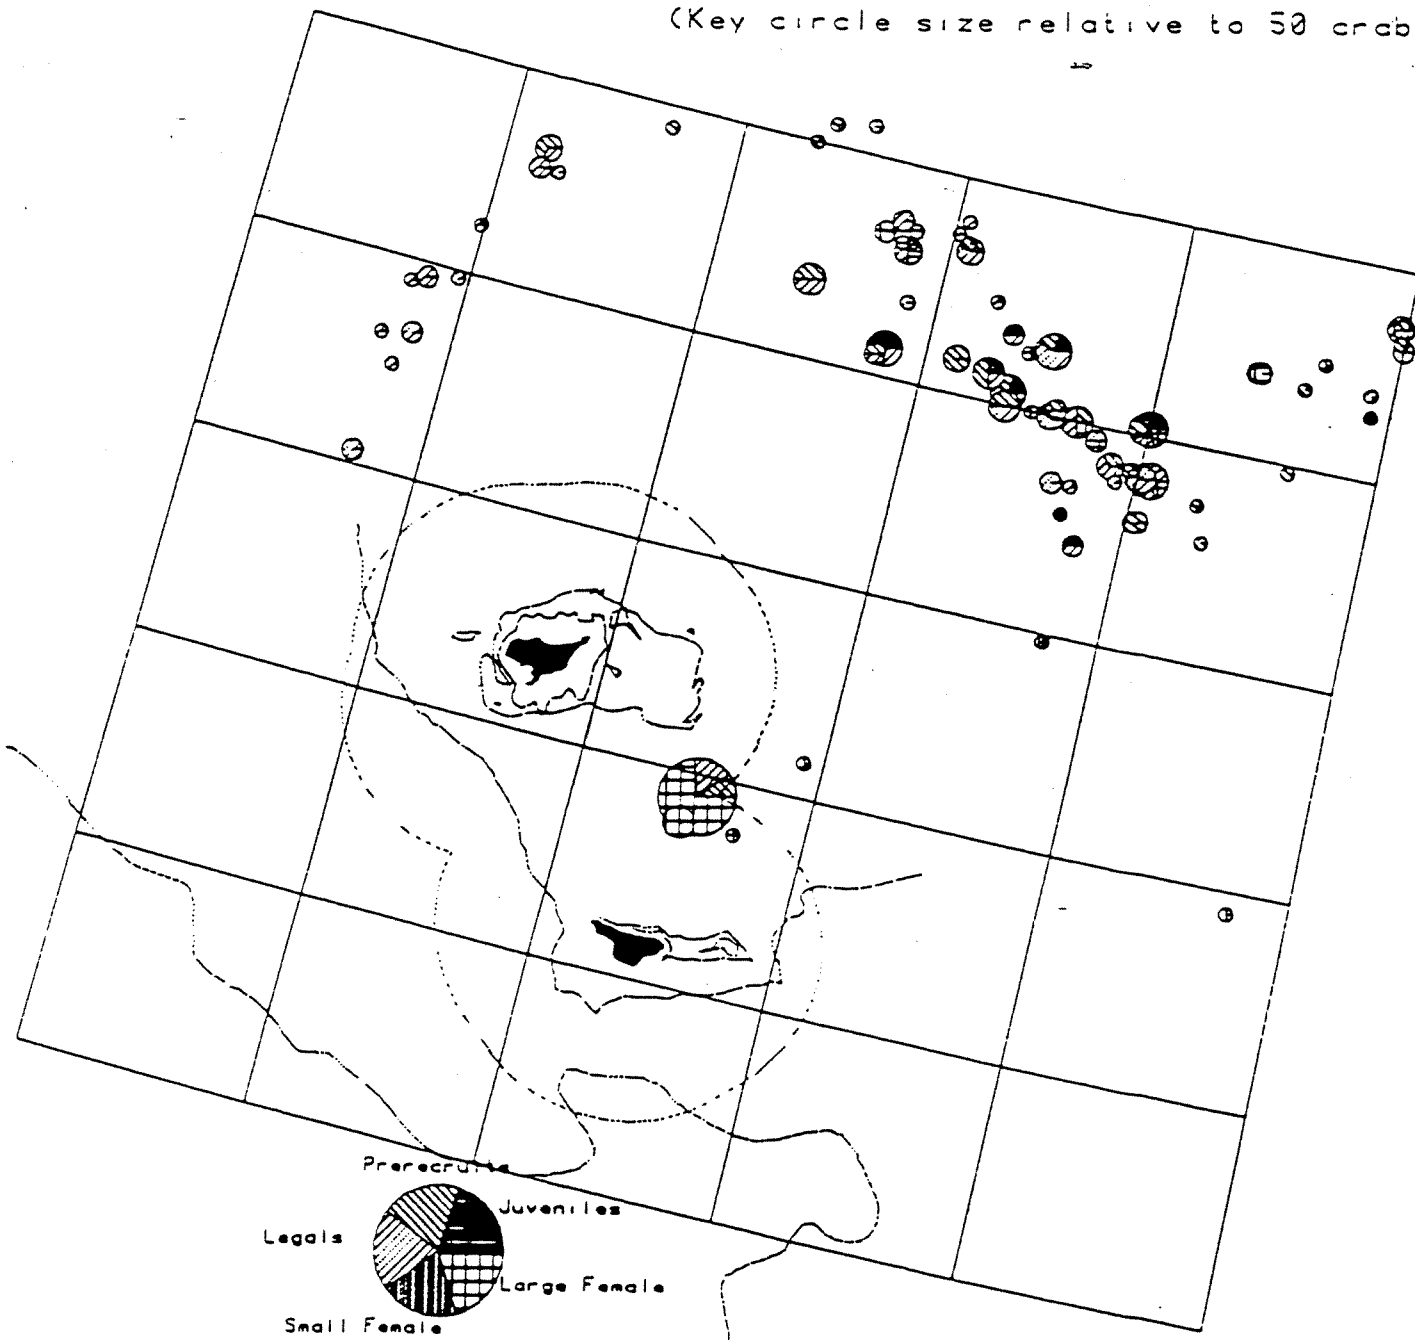 (Key circle size relative to 50 crab
Prerecruits
Juveniles
Legals
Large Female
Small Female